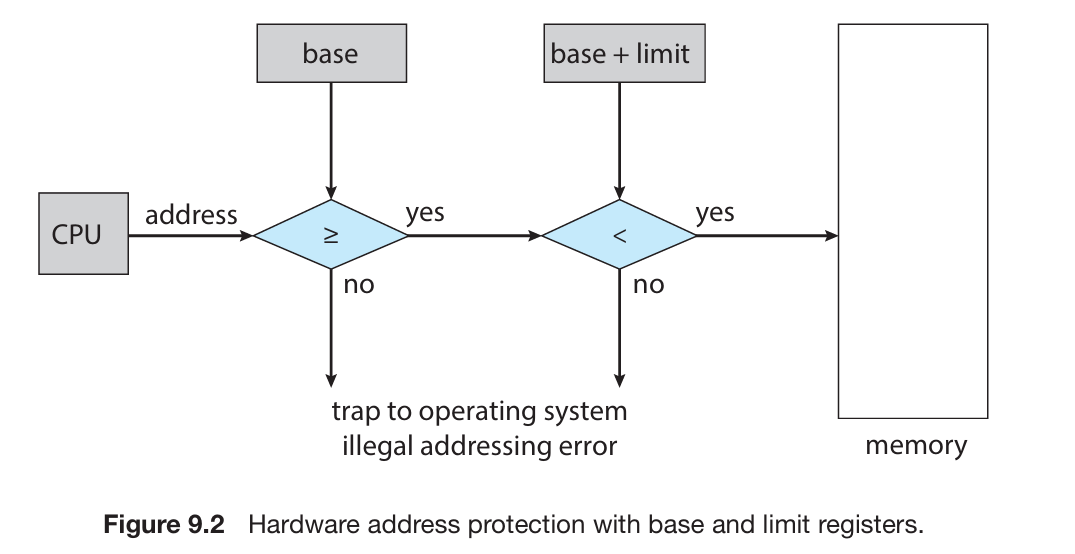 base
base + limit
CPU
address
≥
yes
<
yes
no
no
trap to operating system
illegal addressing error
memory
Figure 9.2 Hardware address protection with base and limit registers.